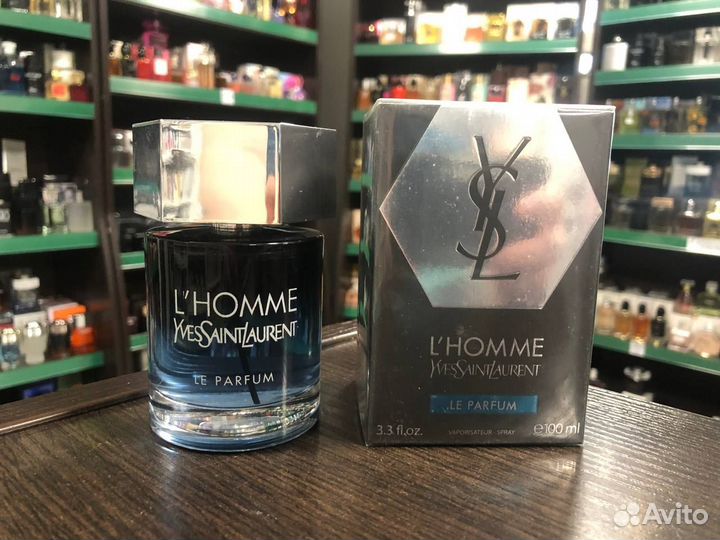 L'HOMME
YVESSAINTLAURENT
LE PARFUM
YSL
L'HOMME
YVESSAINTLAURENT
LE PARFUM
3.3 fl.oz.
VAPORISATEUR - SPRAY
e100 ml
Avito